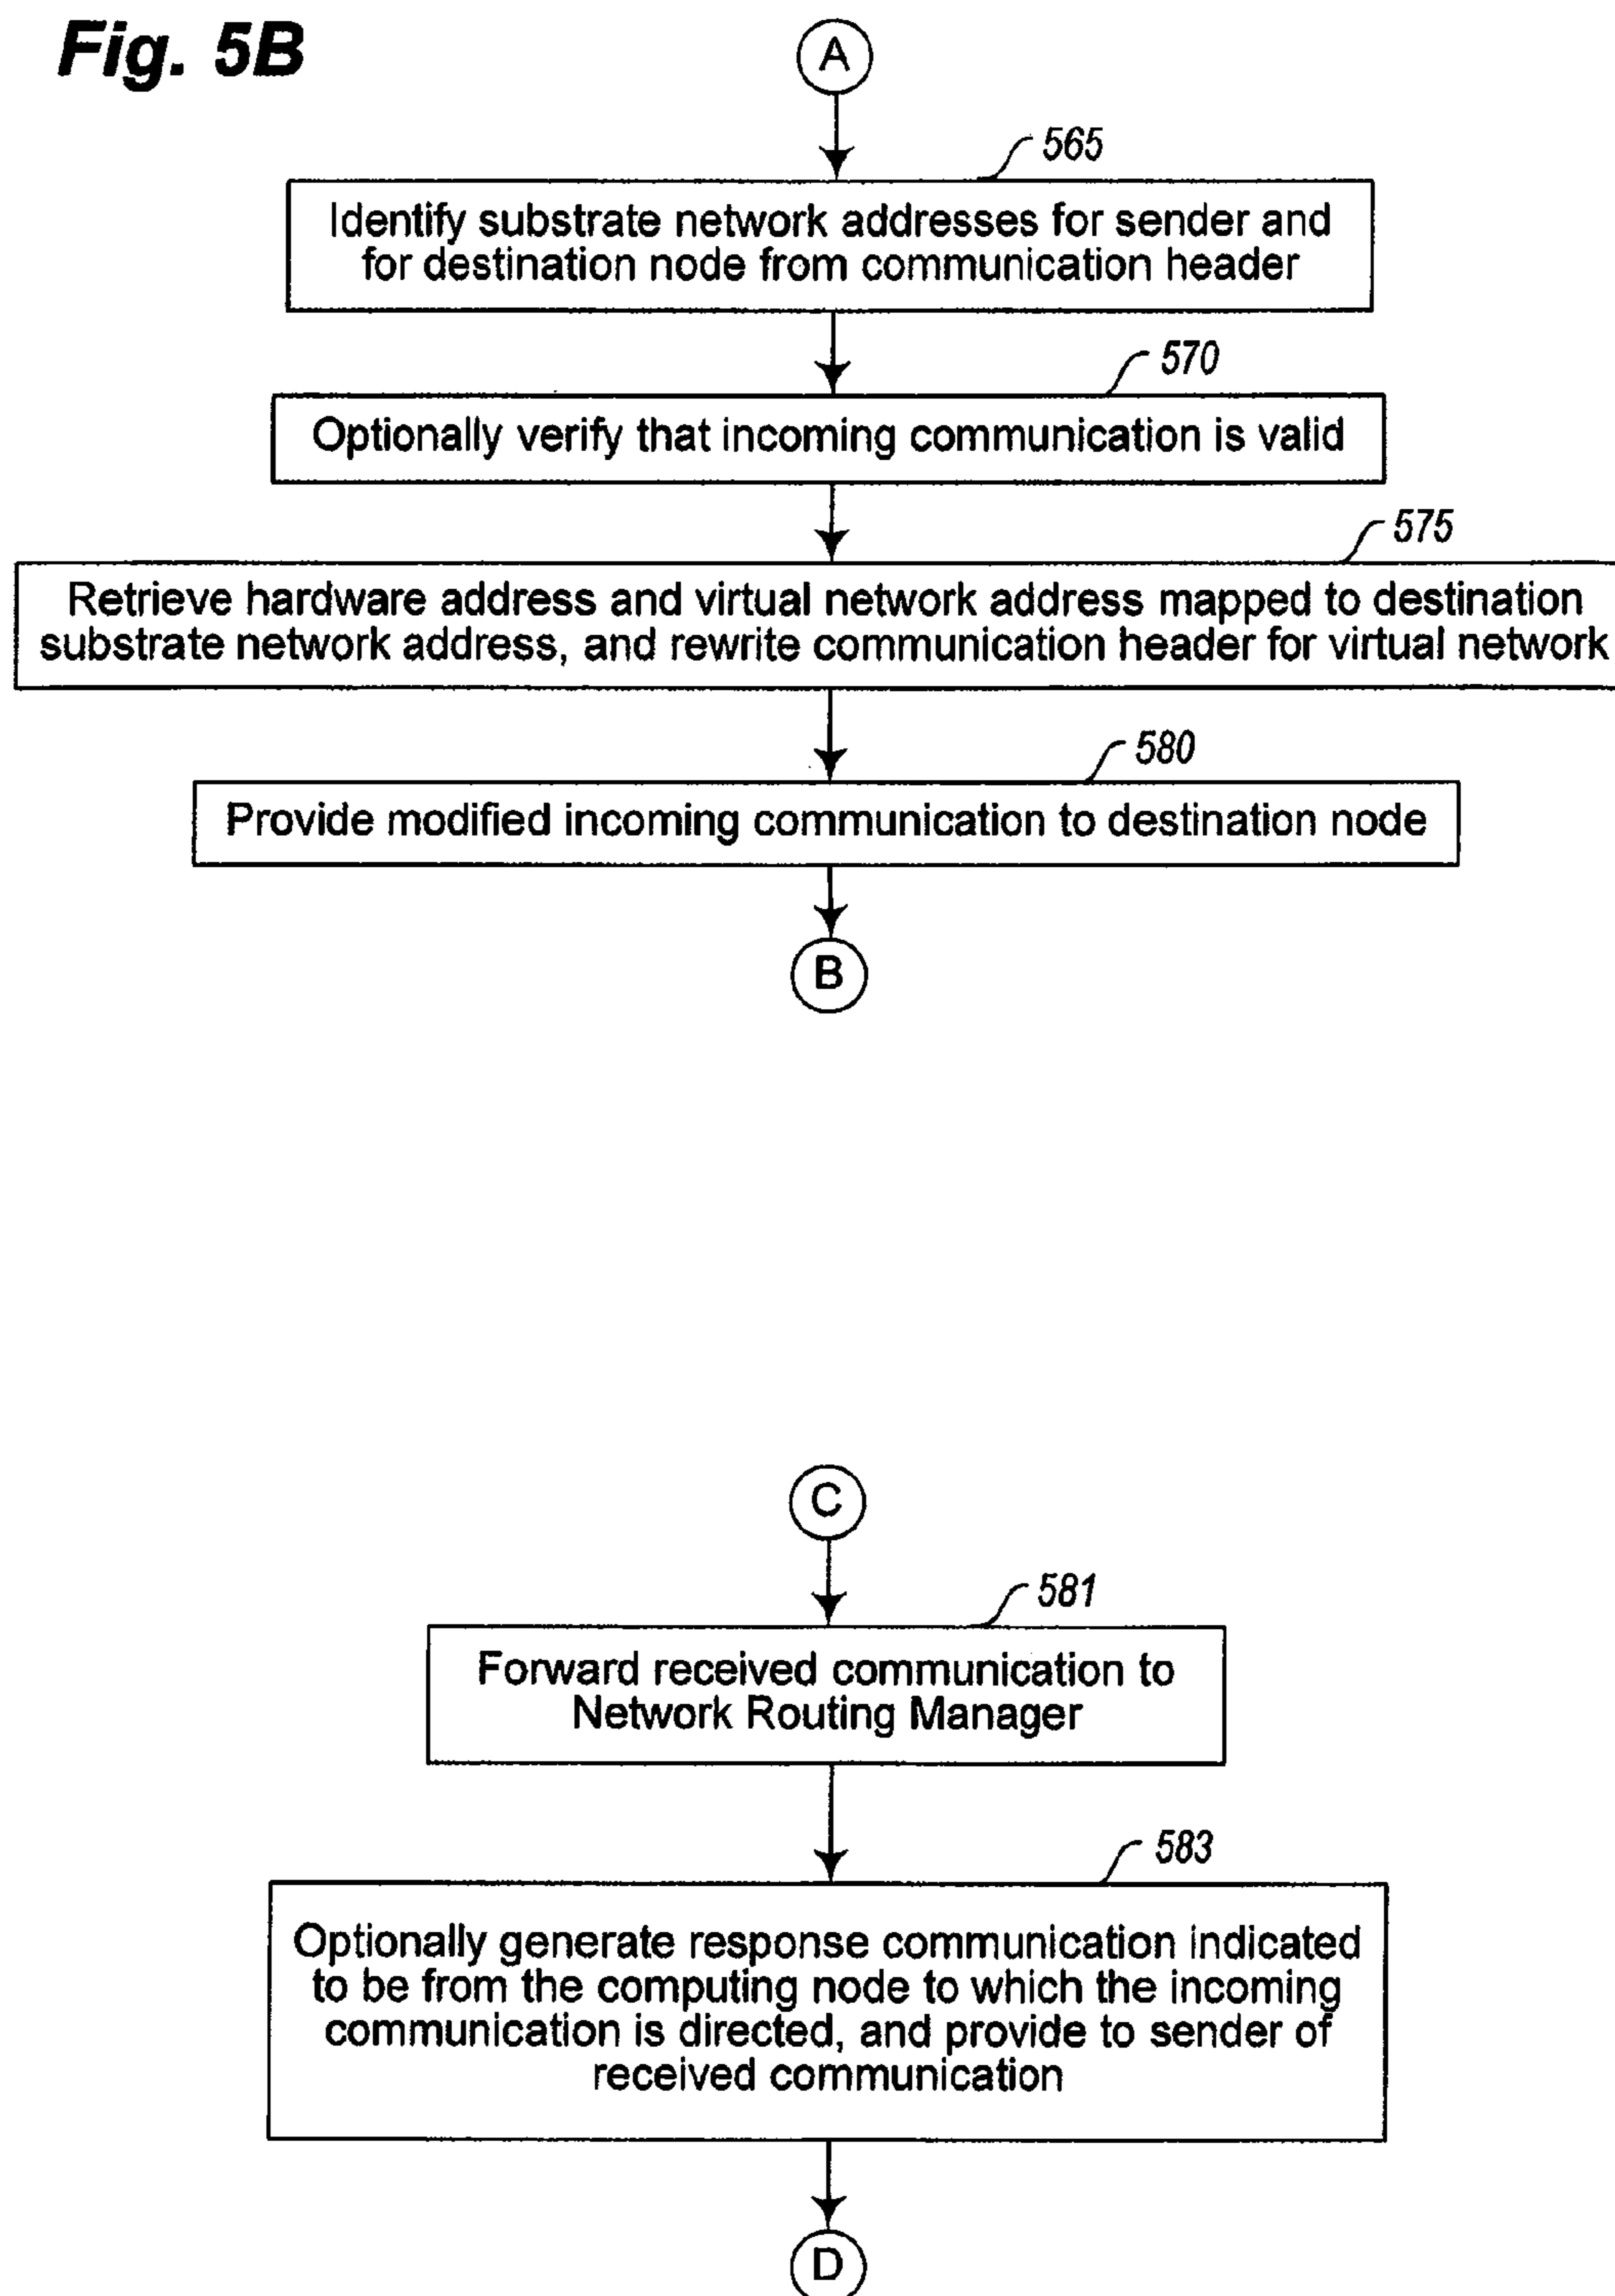 Fig. 5B
A
565
Identify substrate network addresses for sender and
for destination node from communication header
570
Optionally verify that incoming communication is valid
575
Retrieve hardware address and virtual network address mapped to destination
substrate network address, and rewrite communication header for virtual network
580
Provide modified incoming communication to destination node
B
C
581
Forward received communication to
Network Routing Manager
583
Optionally generate response communication indicated
to be from the computing node to which the incoming
communication is directed, and provide to sender of
received communication
D